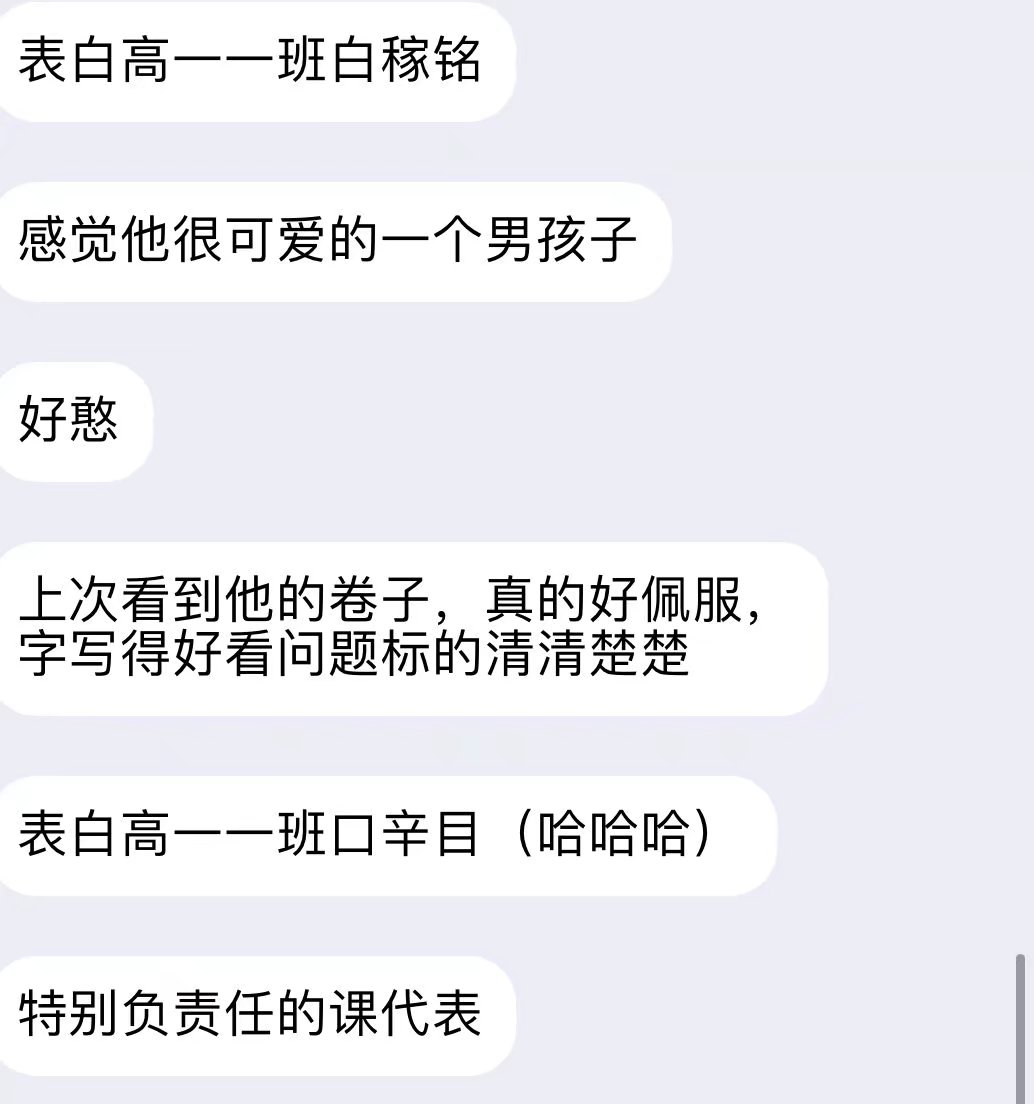 表白高一一班白稼铭
感觉他很可爱的一个男孩子
好憨
上次看到他的卷子，真的好佩服，
字写得好看问题标的清清楚楚
表白高一一班口辛目（哈哈哈）
特别负责任的课代表